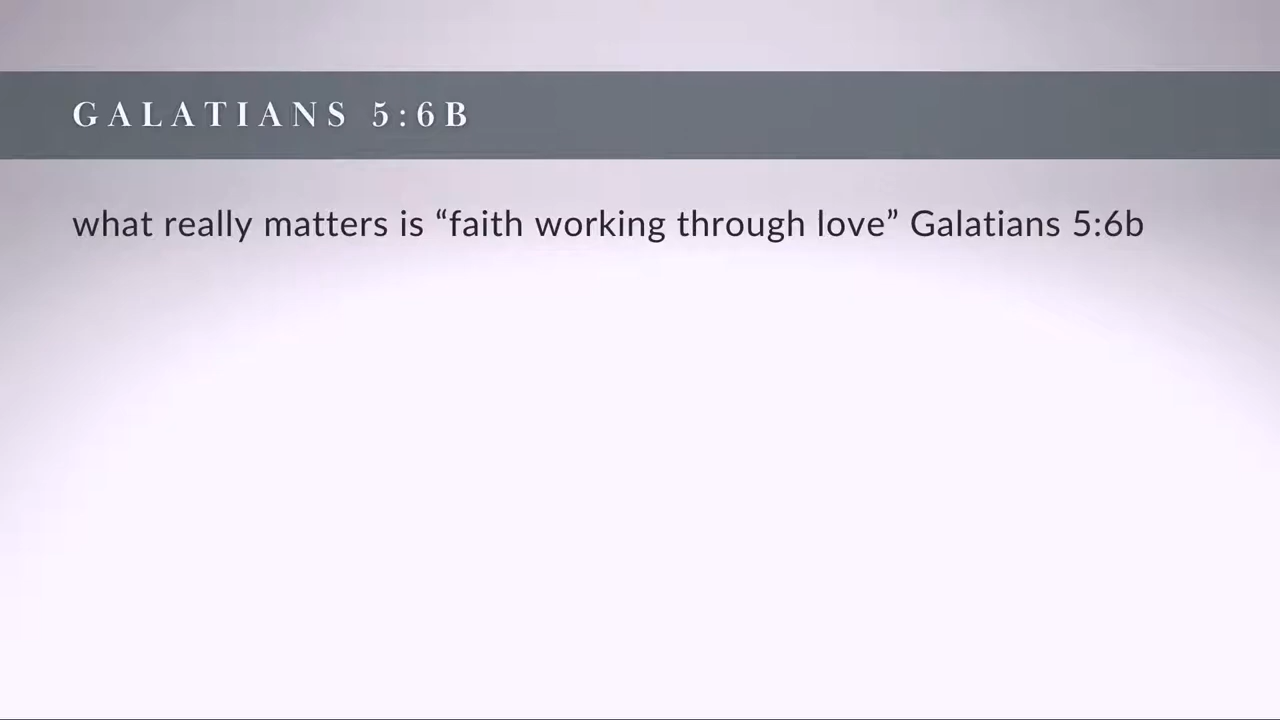 GALATIANS 5:6B
what really matters is “faith working through love” Galatians 5:6b